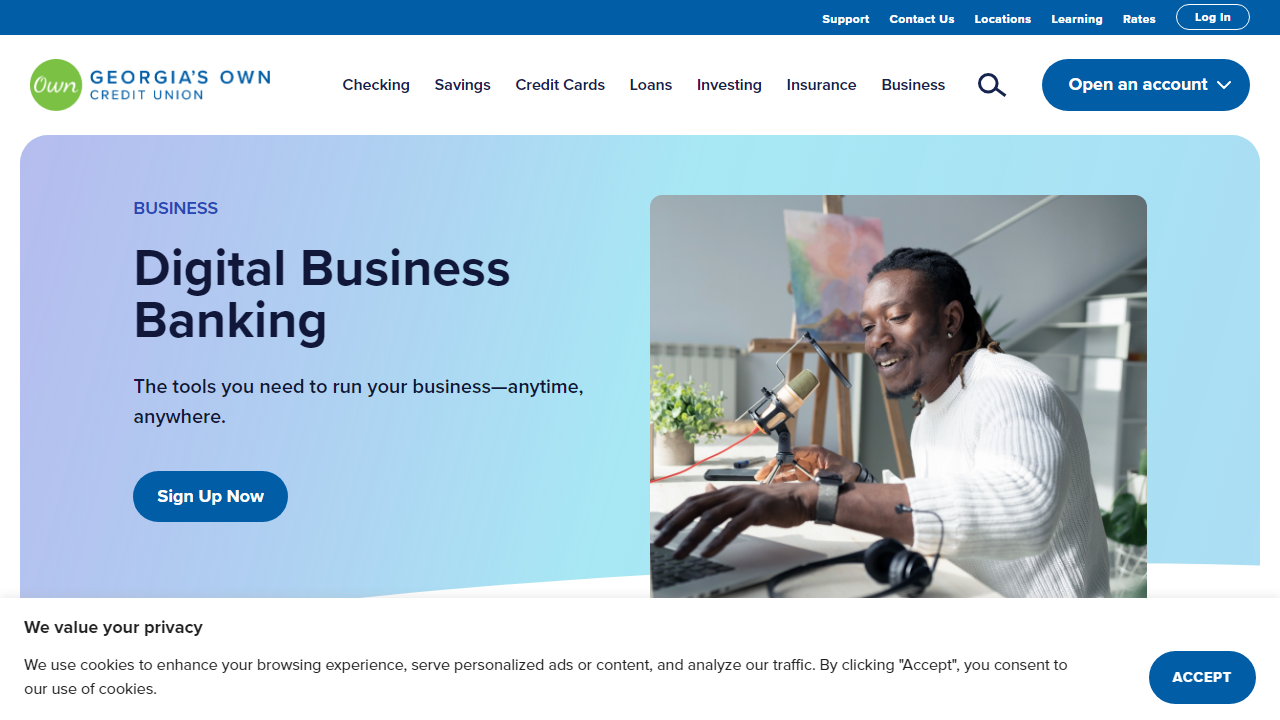 Support Contact Us Locations Learning Rates Log In
Own GEORGIA'S OWN
CREDIT UNION
Checking Savings Credit Cards Loans Investing Insurance Business Open an account
BUSINESS
Digital Business
Banking
The tools you need to run your business—anytime,
anywhere.
Sign Up Now
We value your privacy
We use cookies to enhance your browsing experience, serve personalized ads or content, and analyze our traffic. By clicking "Accept", you consent to
our use of cookies.
ACCEPT